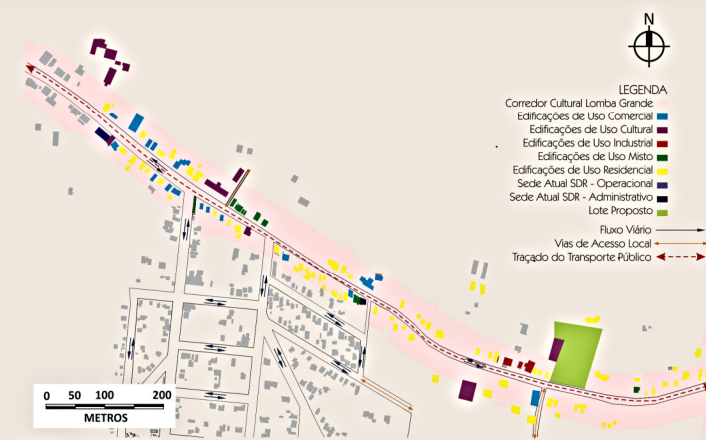 N
LEGENDA
Corredor Cultural Lomba Grande
Edificações de Uso Comercial
Edificações de Uso Cultural
Edificações de Uso Industrial
Edificações de Uso Misto
Edificações de Uso Residencial
Sede Atual SDR - Operacional
Sede Atual SDR - Administrativo
Lote Proposto
Fluxo Viário
Vias de Acesso Local
Traçado do Transporte Público
0 50 100 200
METROS